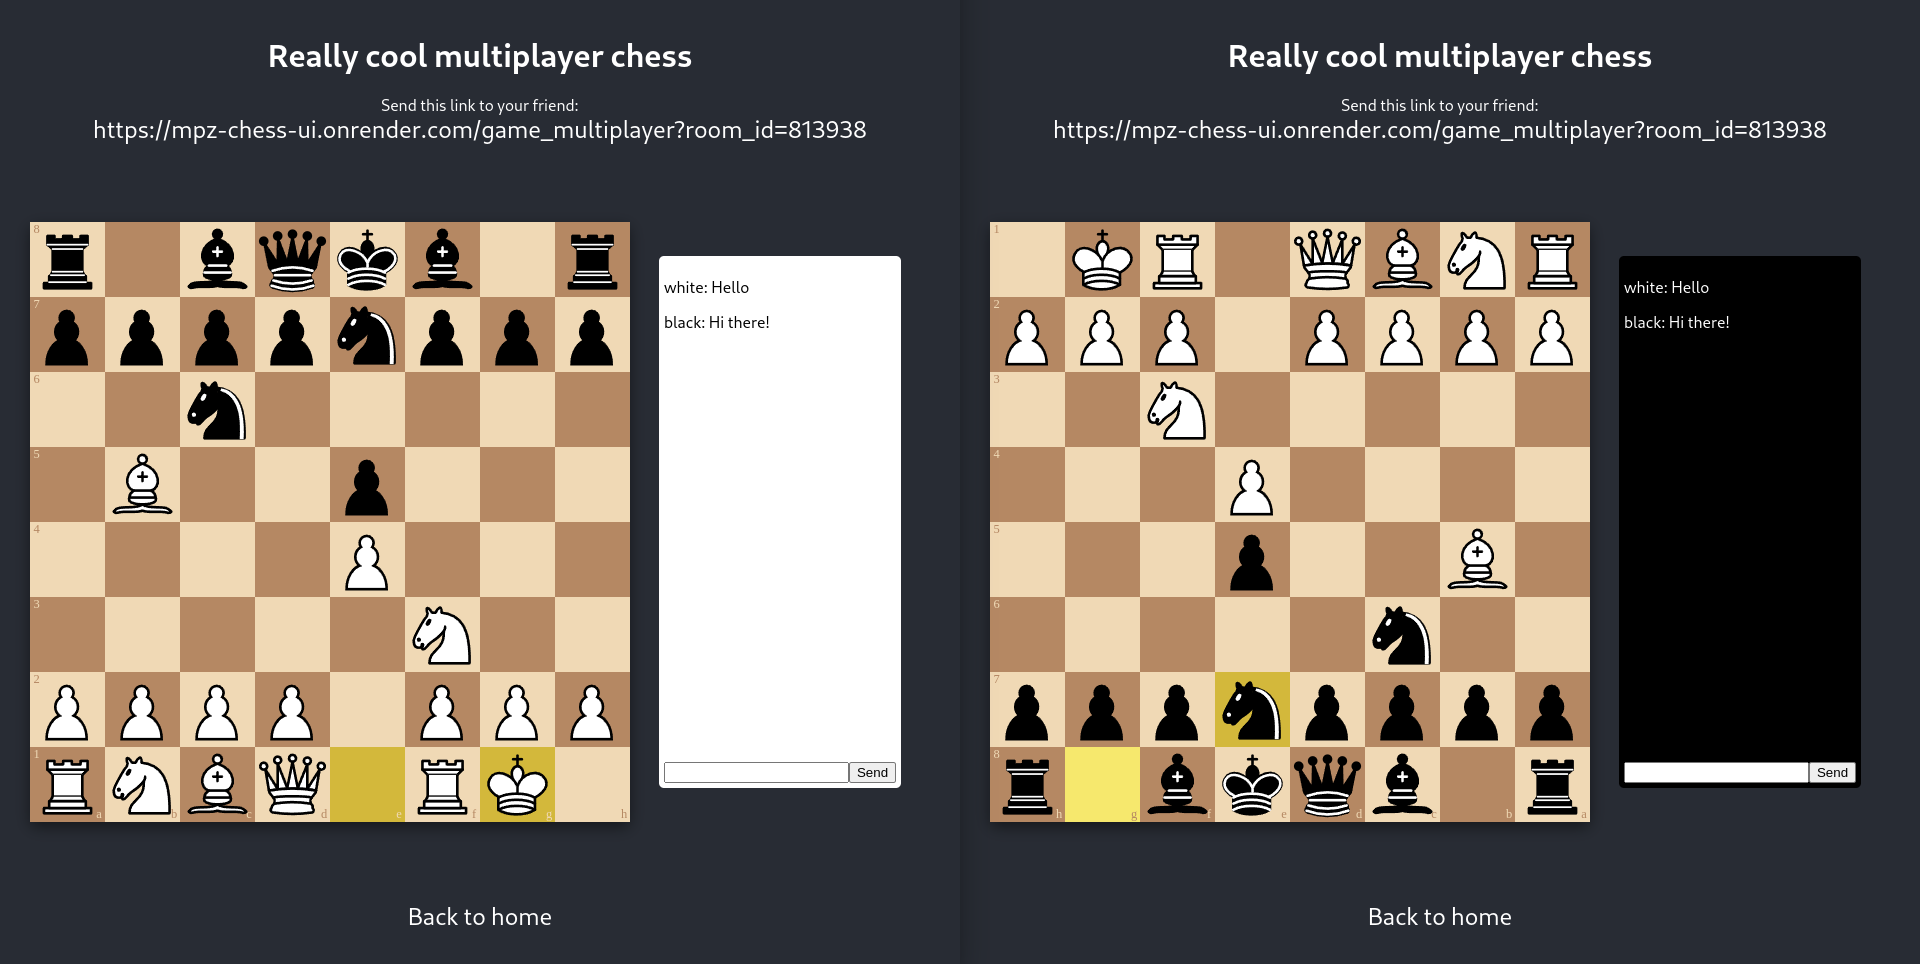 Really cool multiplayer chess
Send this link to your friend:
https://mpz-chess-ui.onrender.com/game_multiplayer?room_id=813938
8
7
6
5
4
3
2
1
a
b
c
d
e
f
g
h
white: Hello
black: Hi there!
Send
Back to home
Really cool multiplayer chess
Send this link to your friend:
https://mpz-chess-ui.onrender.com/game_multiplayer?room_id=813938
1
2
3
4
5
6
7
8
h
g
f
e
d
c
b
a
white: Hello
black: Hi there!
Send
Back to home